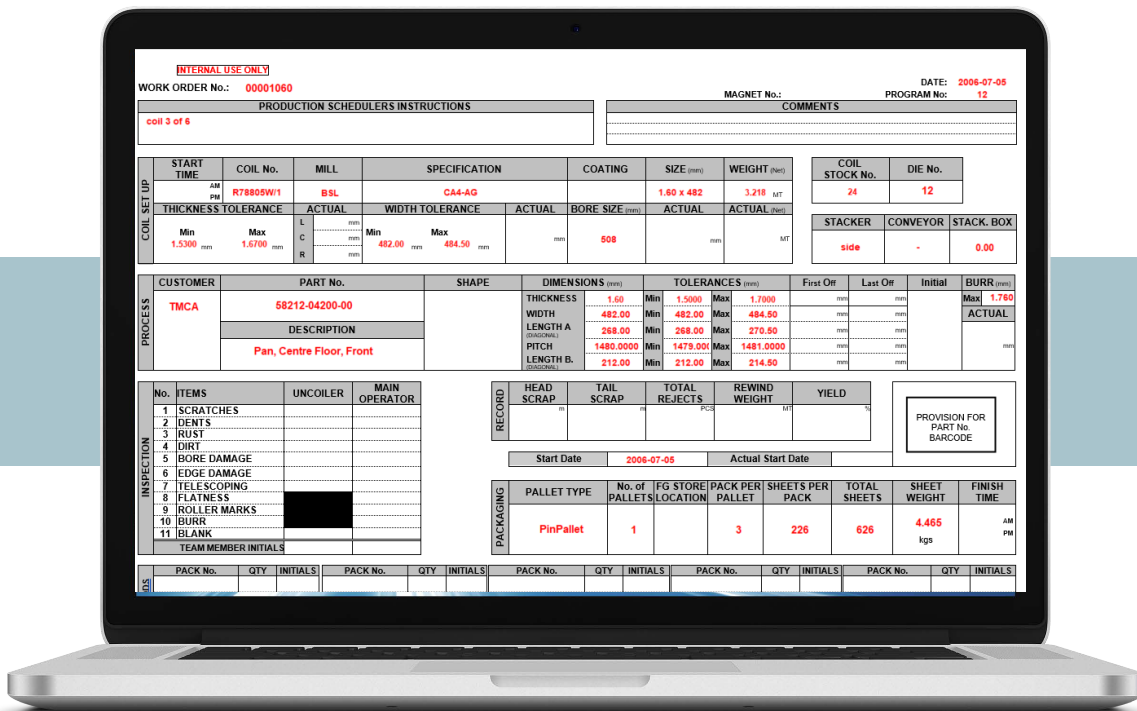 INTERNAL USE ONLY
WORK ORDER No.: 00001060
DATE: 2006-07-05
MAGNET No.: PROGRAM No: 12
PRODUCTION SCHEDULERS INSTRUCTIONS COMMENTS
coil 3 of 6
COIL SET UP
START TIME COIL No. MILL SPECIFICATION COATING SIZE (mm) WEIGHT (Net) COIL STOCK No. DIE No.
AM PM R78805W/1 BSL CA4-AG 1.60 x 482 3.218 MT 24 12
THICKNESS TOLERANCE ACTUAL WIDTH TOLERANCE ACTUAL BORE SIZE (mm) ACTUAL ACTUAL (Net) STACKER CONVEYOR STACK. BOX
L mm
Min Max C mm Min Max
1.5300 mm 1.6700 mm 482.00 mm 484.50 mm mm 508 mm MT side - 0.00
R mm
PROCESS
CUSTOMER PART No. SHAPE DIMENSIONS (mm) TOLERANCES (mm) First Off Last Off Initial BURR (mm)
TMCA 58212-04200-00
THICKNESS 1.60 Min 1.5000 Max 1.7000 mm mm Max 1.760
WIDTH 482.00 Min 482.00 Max 484.50 mm mm ACTUAL
DESCRIPTION LENGTH A (DIAGONAL) 268.00 Min 268.00 Max 270.50 mm mm
Pan, Centre Floor, Front PITCH 1480.0000 Min 1479.000 Max 1481.0000 mm mm mm
LENGTH B. (DIAGONAL) 212.00 Min 212.00 Max 214.50 mm mm
INSPECTION
No. ITEMS UNCOILER MAIN OPERATOR
1 SCRATCHES
2 DENTS
3 RUST
4 DIRT
5 BORE DAMAGE
6 EDGE DAMAGE
7 TELESCOPING
8 FLATNESS
9 ROLLER MARKS
10 BURR
11 BLANK
TEAM MEMBER INITIALS
RECORD
HEAD SCRAP TAIL SCRAP TOTAL REJECTS REWIND WEIGHT YIELD
m m PCS MT %
PROVISION FOR
PART No.
BARCODE
Start Date 2006-07-05 Actual Start Date
PACKAGING
PALLET TYPE No. of PALLETS FG STORE LOCATION PACK PER PALLET SHEETS PER PACK TOTAL SHEETS SHEET WEIGHT FINISH TIME
PinPallet 1 3 226 626 4.465 kgs AM PM
PACK No. QTY INITIALS PACK No. QTY INITIALS PACK No. QTY INITIALS PACK No. QTY INITIALS PACK No. QTY INITIALS